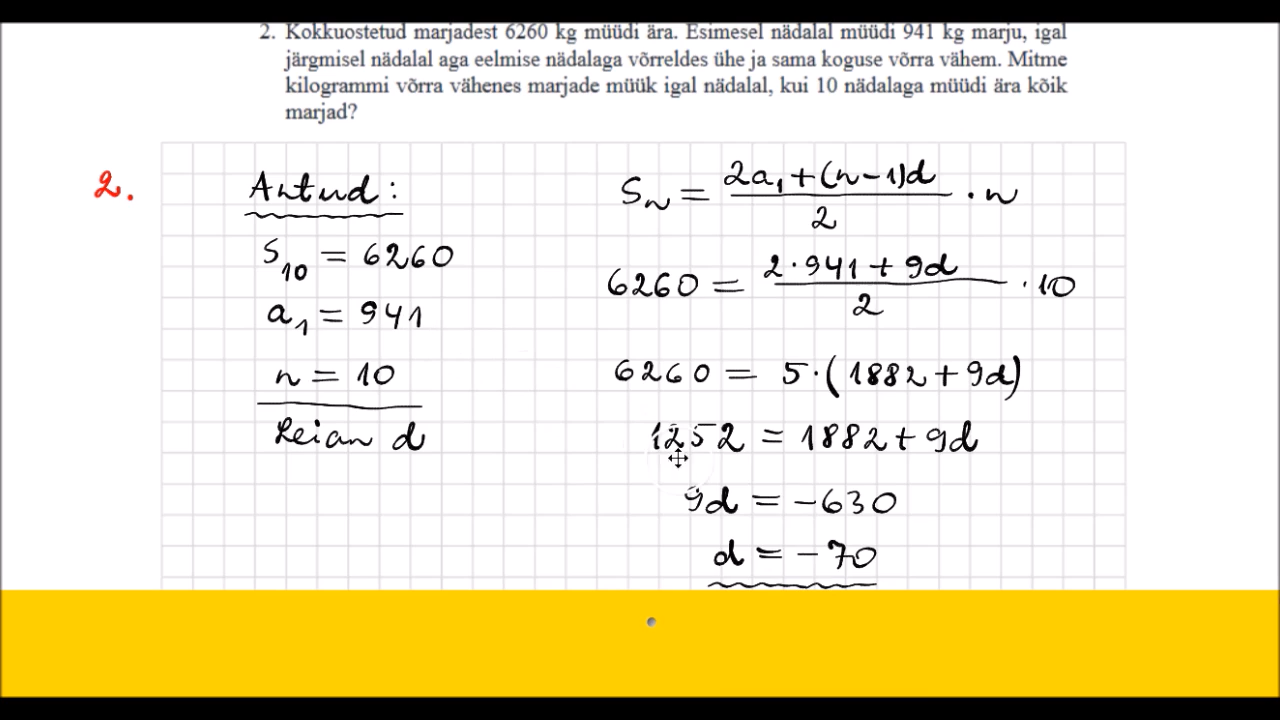 2. Kokkuostetud marjadest 6260 kg müüdi ära. Esimesel nädalal müüdi 941 kg marju, igal
järgmisel nädalal aga eelmise nädalaga võrreldes ühe ja sama koguse võrra vähem. Mitme
kilogrammi võrra vähenes marjade müük igal nädalal, kui 10 nädalaga müüdi ära kõik
marjad?
2.
Antud:
S₁₀ = 6260
a₁ = 941
n = 10
Leian d
Sₙ = (2a₁ + (n – 1)d)/2 · n
6260 = (2·941 + 9d)/2 · 10
6260 = 5·(1882 + 9d)
1252 = 1882 + 9d
9d = –630
d = –70